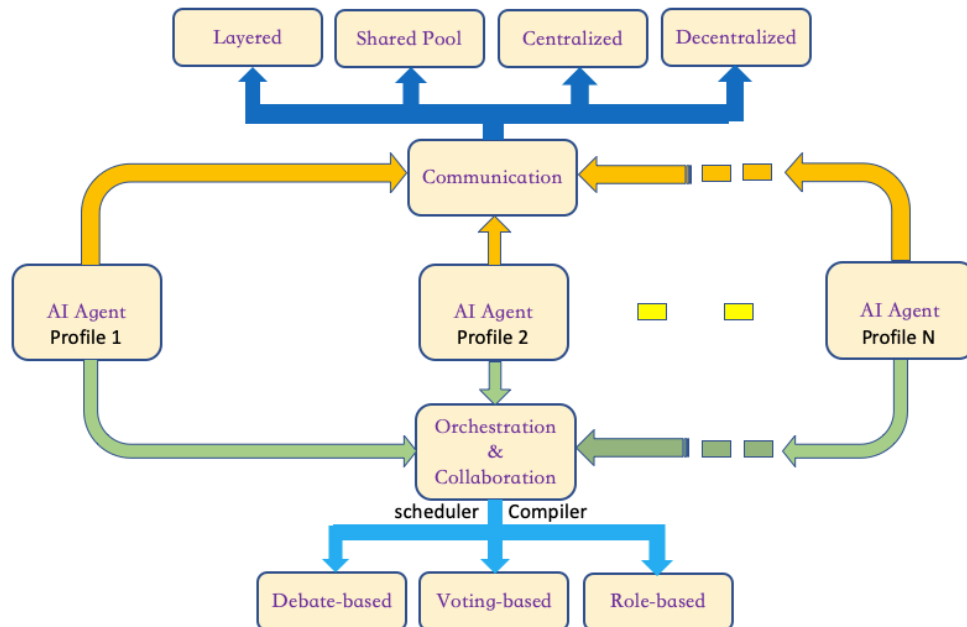 Layered
Shared Pool
Centralized
Decentralized
Communication
AI Agent
Profile 1
AI Agent
Profile 2
AI Agent
Profile N
Orchestration
&
Collaboration
scheduler
Compiler
Debate-based
Voting-based
Role-based